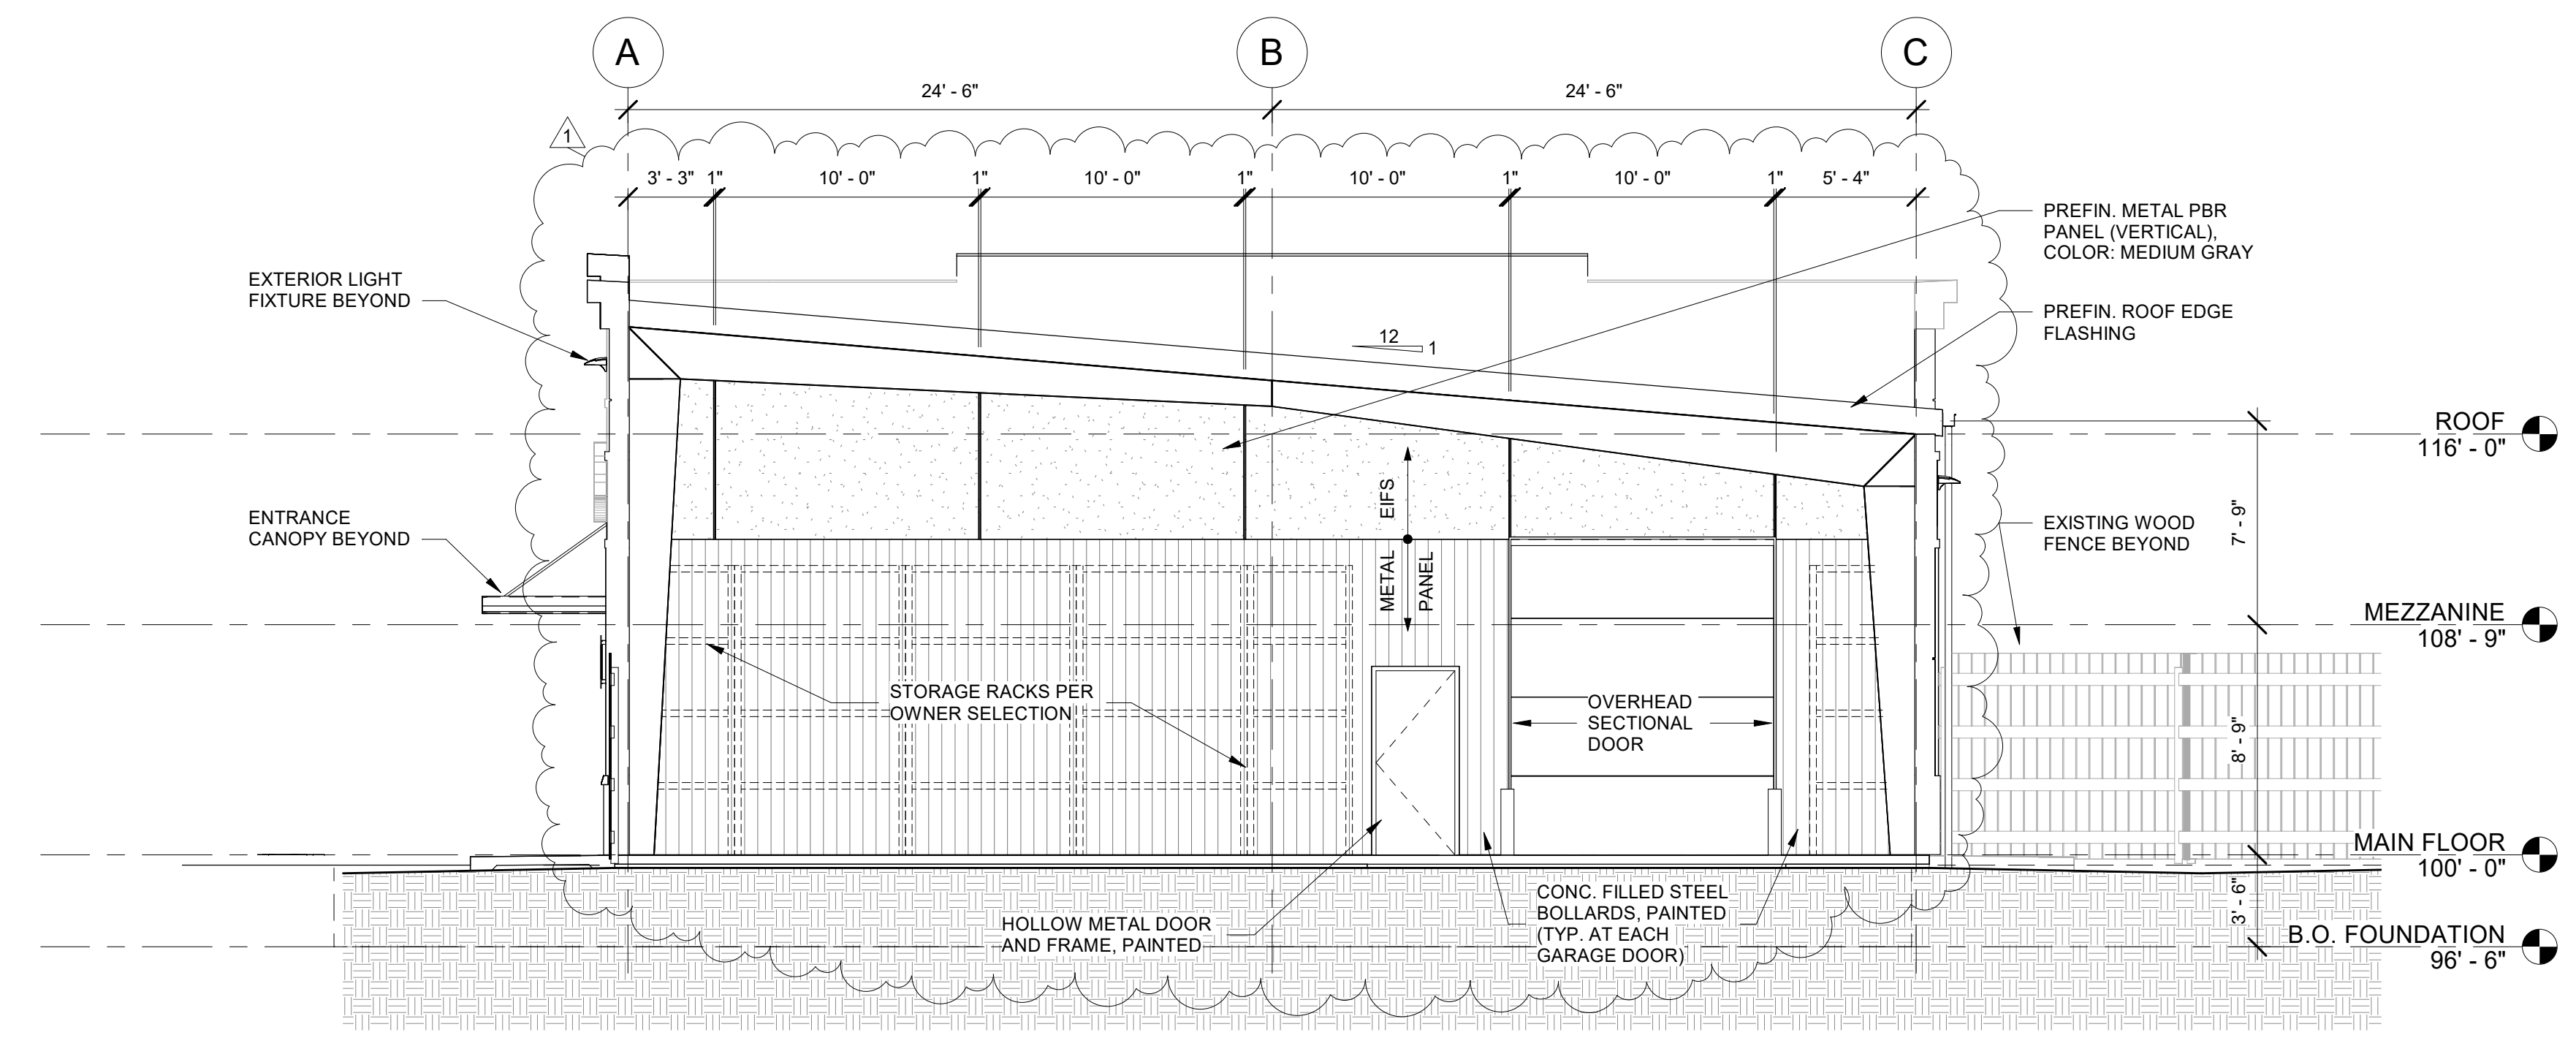 A
B
C
24' - 6"
24' - 6"
1
3' - 3"
1"
10' - 0"
1"
10' - 0"
1"
10' - 0"
1"
10' - 0"
1"
5' - 4"
PREFIN. METAL PBR
PANEL (VERTICAL),
COLOR: MEDIUM GRAY
EXTERIOR LIGHT
FIXTURE BEYOND
PREFIN. ROOF EDGE
FLASHING
12
1
ROOF
116' - 0"
EIFS
METAL
PANEL
ENTRANCE
CANOPY BEYOND
EXISTING WOOD
FENCE BEYOND
7' - 9"
MEZZANINE
108' - 9"
STORAGE RACKS PER
OWNER SELECTION
OVERHEAD
SECTIONAL
DOOR
8' - 9"
MAIN FLOOR
100' - 0"
3' - 6"
HOLLOW METAL DOOR
AND FRAME, PAINTED
CONC. FILLED STEEL
BOLLARDS, PAINTED
(TYP. AT EACH
GARAGE DOOR)
B.O. FOUNDATION
96' - 6"